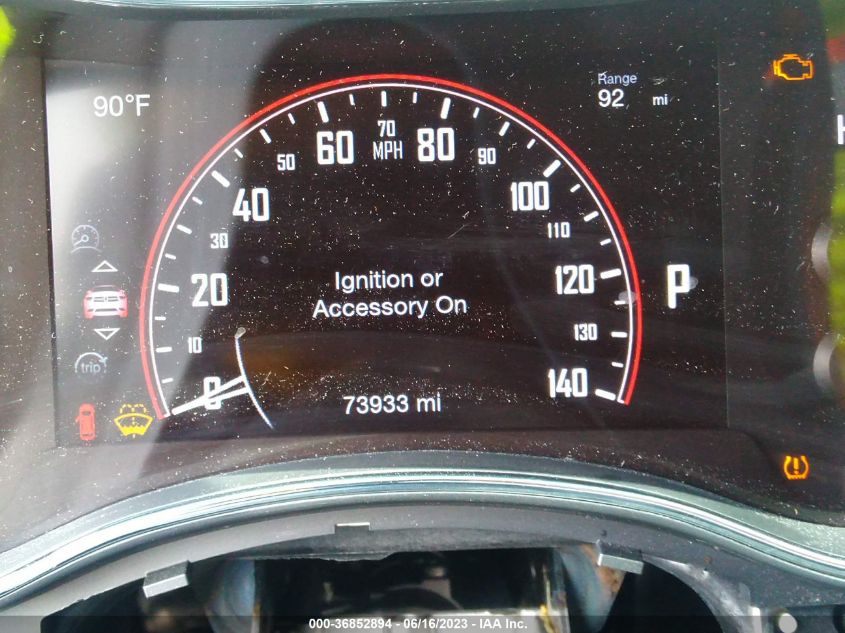 90°F
Range
92 mi
70
MPH
60
80
50
90
40
100
30
110
20
120
10
130
0
140
Ignition or
Accessory On
P
trip
73933 mi
000-36852894 - 06/16/2023 - IAA Inc.